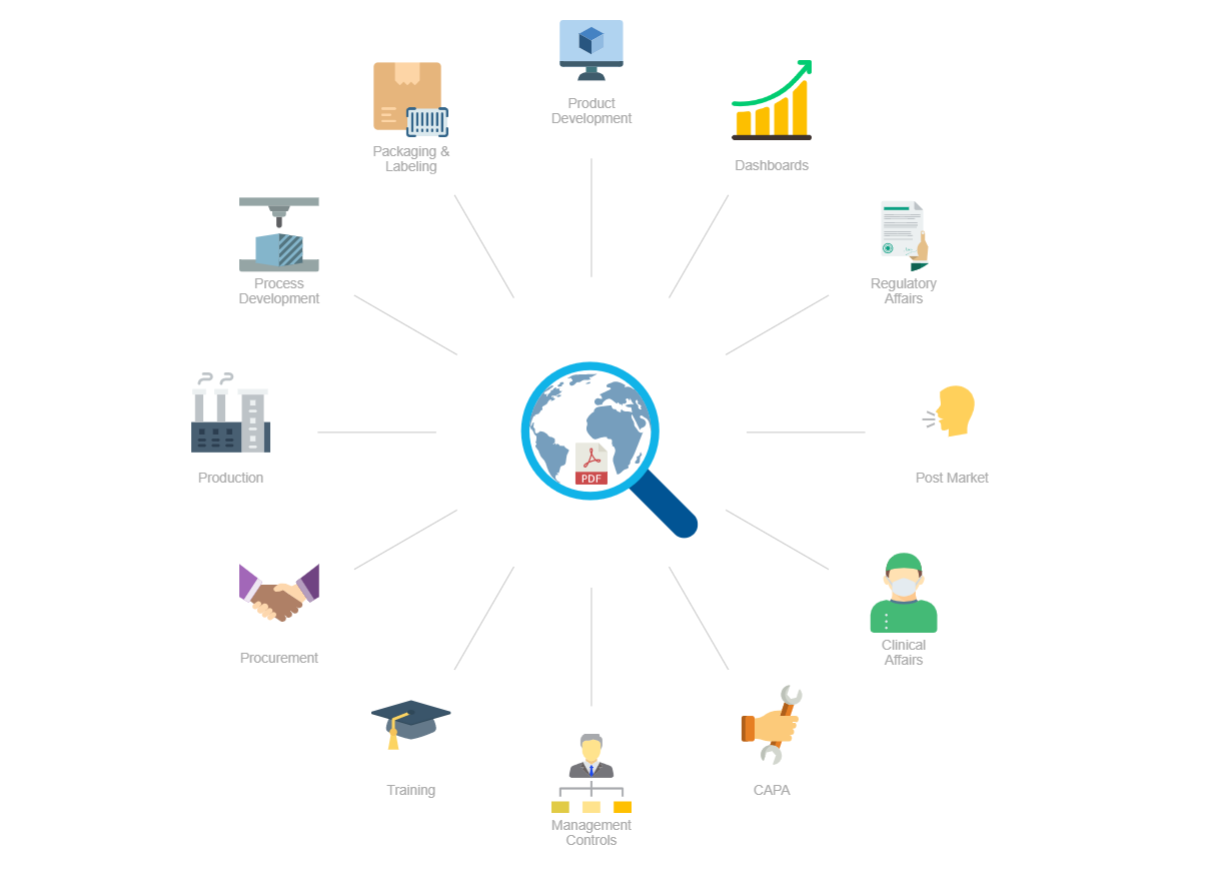 Product
Development
Dashboards
Regulatory
Affairs
Post Market
Clinical
Affairs
CAPA
Management
Controls
Training
Procurement
Production
Process
Development
Packaging &
Labeling
PDF